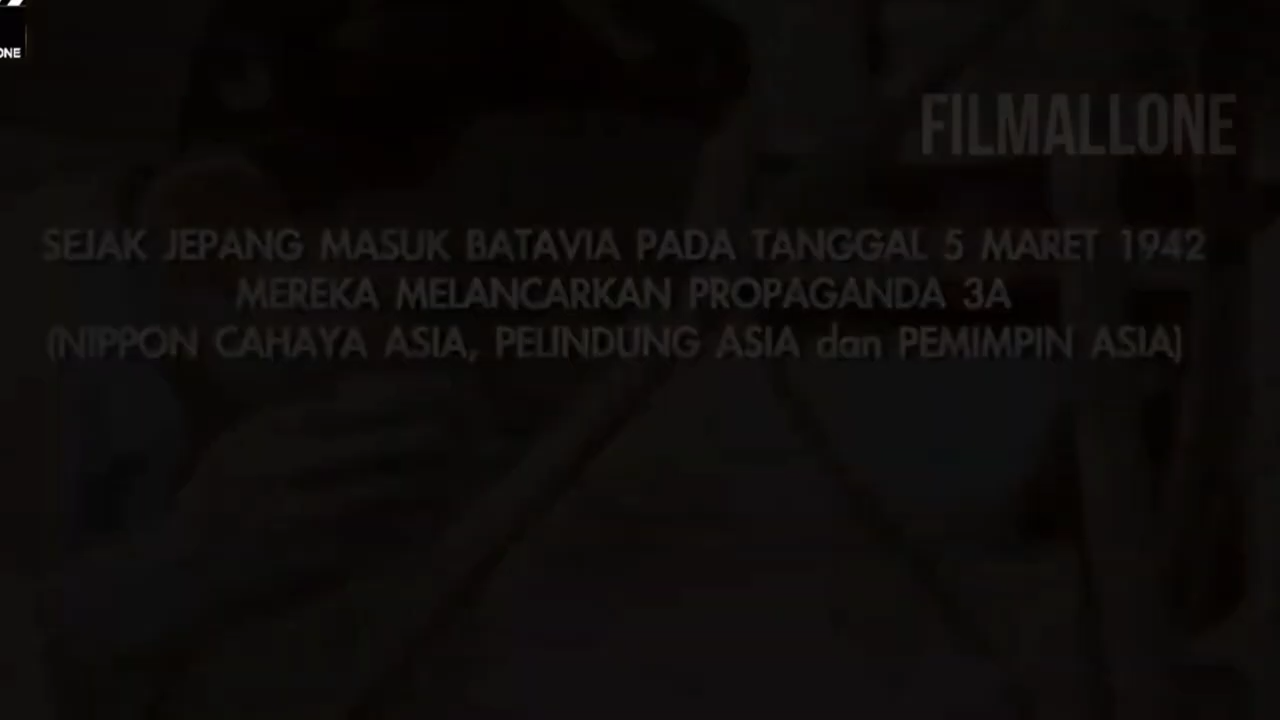 ONE
FILMALLONE
SEJAK JEPANG MASUK BATAVIA PADA TANGGAL 5 MARET 1942
MEREKA MELANCARKAN PROPAGANDA 3A
(NIPPON CAHAYA ASIA, PELINDUNG ASIA dan PEMIMPIN ASIA)